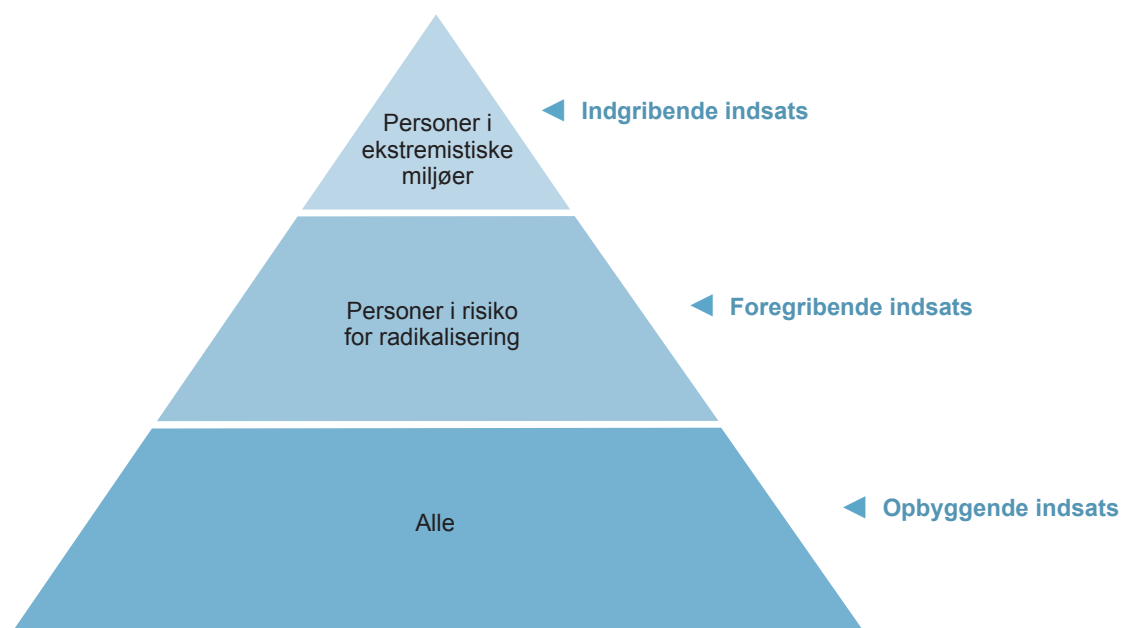 Personer i
ekstremistiske
miljøer
Indgribende indsats
Personer i risiko
for radikalisering
Foregribende indsats
Alle
Opbyggende indsats